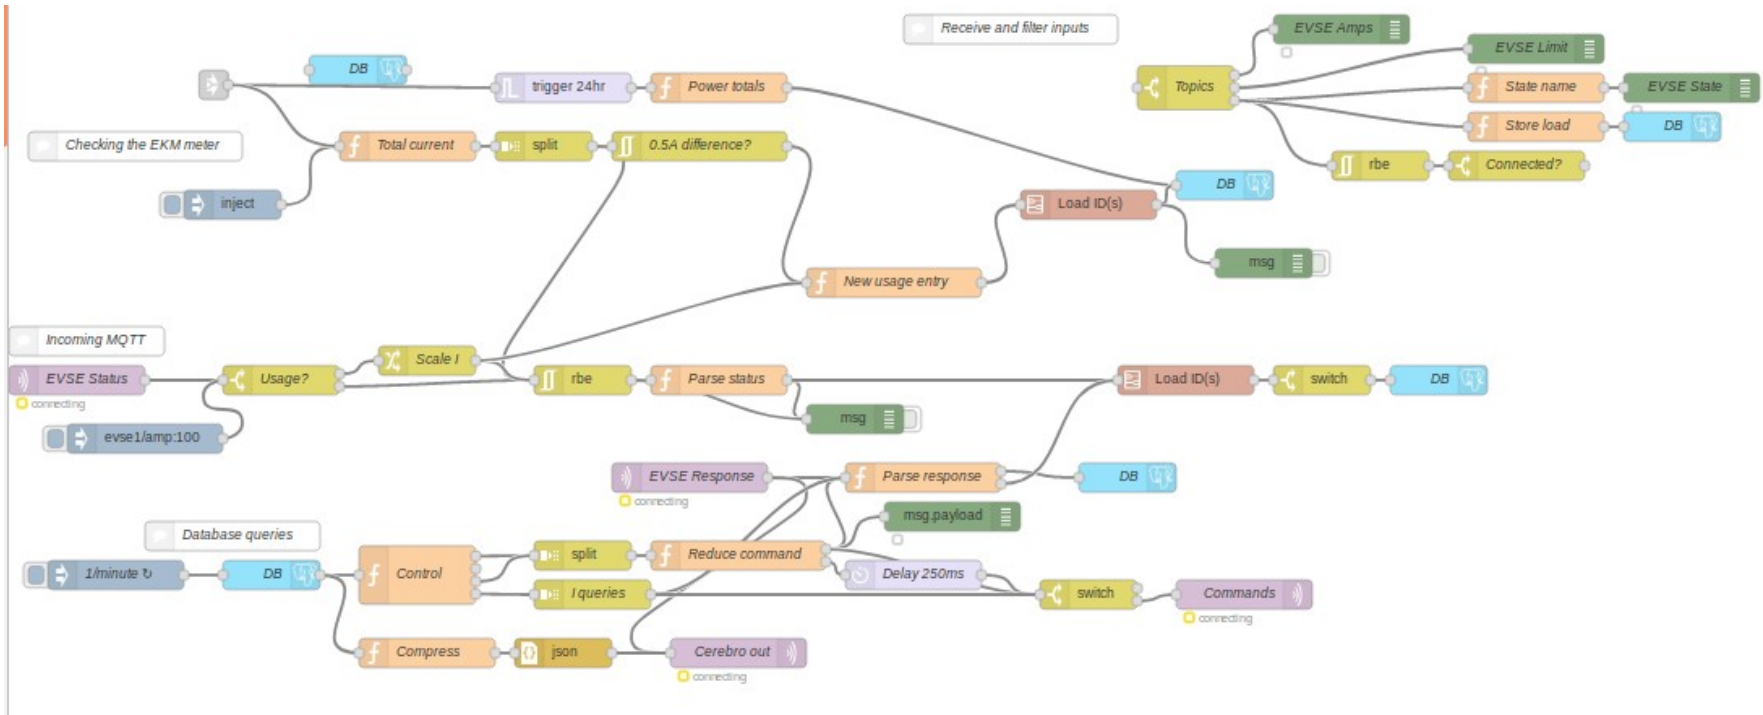 Receive and filter inputs
EVSE Amps
EVSE Limit
DB
trigger 24hr
Power totals
Topics
State name
EVSE State
Checking the EKM meter
Total current
split
0.5A difference?
Store load
DB
rbe
Connected?
inject
Load ID(s)
DB
msg
New usage entry
Incoming MQTT
Scale I
EVSE Status
connecting
Usage?
rbe
Parse status
Load ID(s)
switch
DB
msg
evse1/amp:100
EVSE Response
connecting
Parse response
DB
msg.payload
Database queries
1/minute ↻
DB
Control
split
Reduce command
Delay 250ms
I queries
switch
Commands
connecting
Compress
json
Cerebro out
connecting